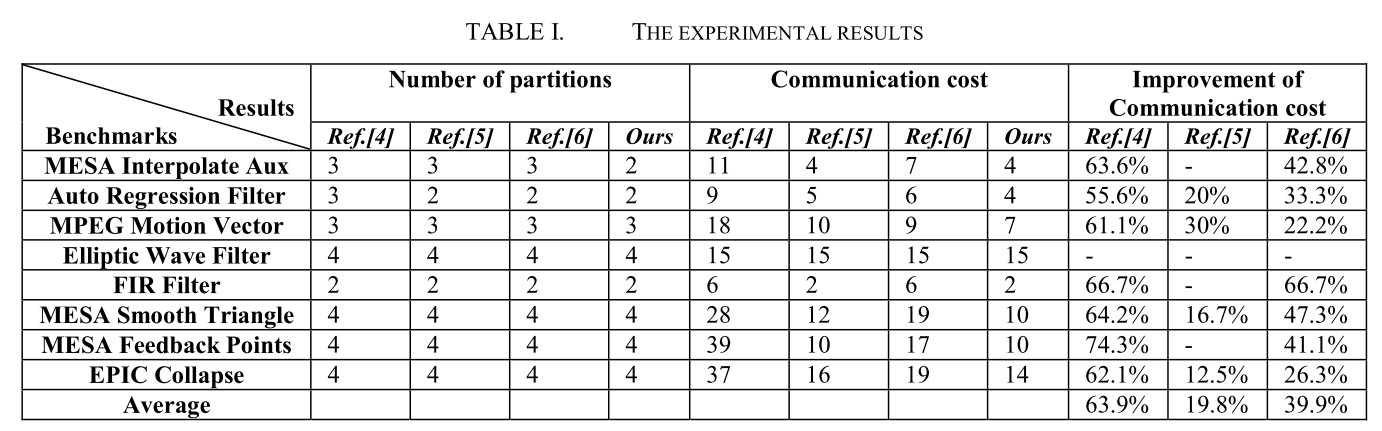 TABLE I. THE EXPERIMENTAL RESULTS
Results Number of partitions Communication cost Improvement of Communication cost
Benchmarks Ref.[4] Ref.[5] Ref.[6] Ours Ref.[4] Ref.[5] Ref.[6] Ours Ref.[4] Ref.[5] Ref.[6]
MESA Interpolate Aux 3 3 3 2 11 4 7 4 63.6% - 42.8%
Auto Regression Filter 3 2 2 2 9 5 6 4 55.6% 20% 33.3%
MPEG Motion Vector 3 3 3 3 18 10 9 7 61.1% 30% 22.2%
Elliptic Wave Filter 4 4 4 4 15 15 15 15 - - -
FIR Filter 2 2 2 2 6 2 6 2 66.7% - 66.7%
MESA Smooth Triangle 4 4 4 4 28 12 19 10 64.2% 16.7% 47.3%
MESA Feedback Points 4 4 4 4 39 10 17 10 74.3% - 41.1%
EPIC Collapse 4 4 4 4 37 16 19 14 62.1% 12.5% 26.3%
Average 63.9% 19.8% 39.9%